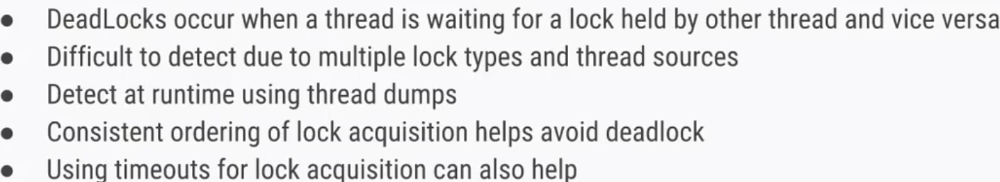 ● DeadLocks occur when a thread is waiting for a lock held by other thread and vice versa
● Difficult to detect due to multiple lock types and thread sources
● Detect at runtime using thread dumps
● Consistent ordering of lock acquisition helps avoid deadlock
● Using timeouts for lock acquisition can also help